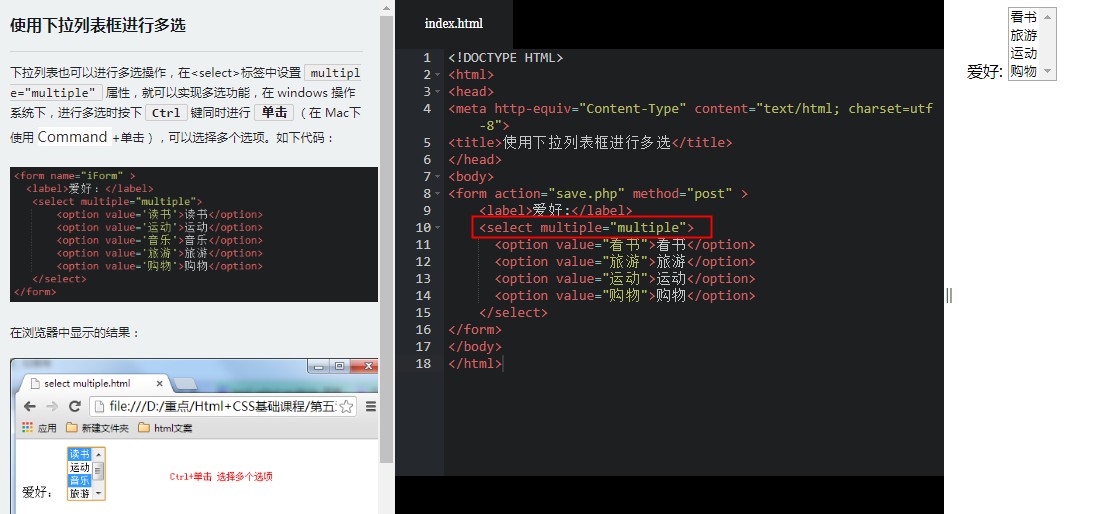 使用下拉列表框进行多选
下拉列表也可以进行多选操作，在<select>标签中设置 multipl
e="multiple" 属性，就可以实现多选功能，在 windows 操作
系统下，进行多选时按下 Ctrl 键同时进行 单击 （在 Mac下
使用 Command +单击），可以选择多个选项。如下代码：
<form name="iForm" >
<label>爱好：</label>
<select multiple="multiple">
<option value='读书'>读书</option>
<option value='运动'>运动</option>
<option value='音乐'>音乐</option>
<option value='旅游'>旅游</option>
<option value='购物'>购物</option>
</select>
</form>
在浏览器中显示的结果：
select multiple.html
file:///D:/重点/Html+CSS基础课程/第五
应用 新建文件夹 html文案
读书
运动
音乐
爱好： 旅游
Ctrl+单击 选择多个选项
index.html
1 <!DOCTYPE HTML>
2 <html>
3 <head>
4 <meta http-equiv="Content-Type" content="text/html; charset=utf
-8">
5 <title>使用下拉列表框进行多选</title>
6 </head>
7 <body>
8 <form action="save.php" method="post" >
9 <label>爱好:</label>
10 <select multiple="multiple">
11 <option value="看书">看书</option>
12 <option value="旅游">旅游</option>
13 <option value="运动">运动</option>
14 <option value="购物">购物</option>
15 </select>
16 </form>
17 </body>
18 </html>
看书
旅游
运动
爱好: 购物